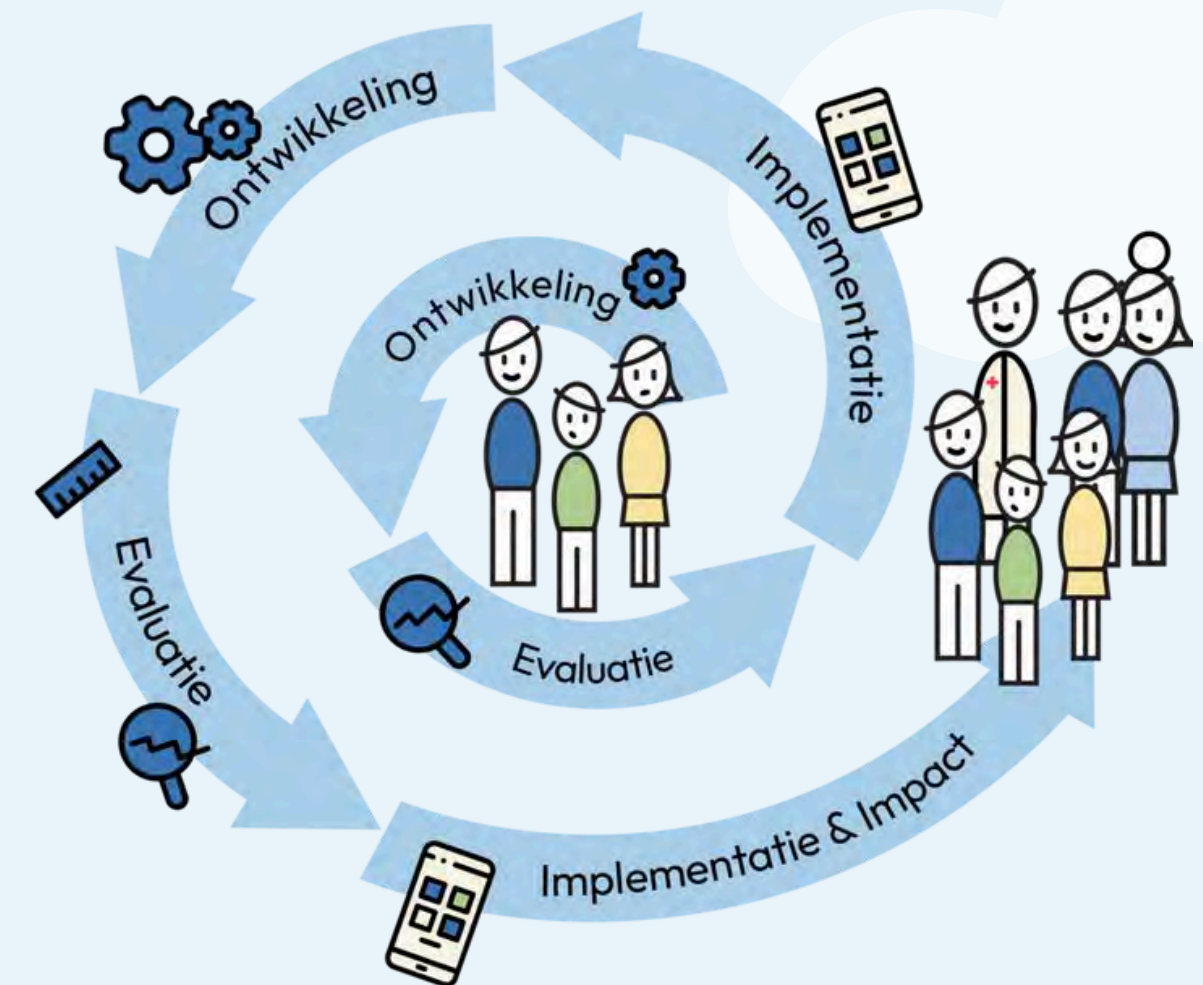 Ontwikkeling
Evaluatie
Implementatie
Ontwikkeling
Evaluatie
Implementatie & Impact